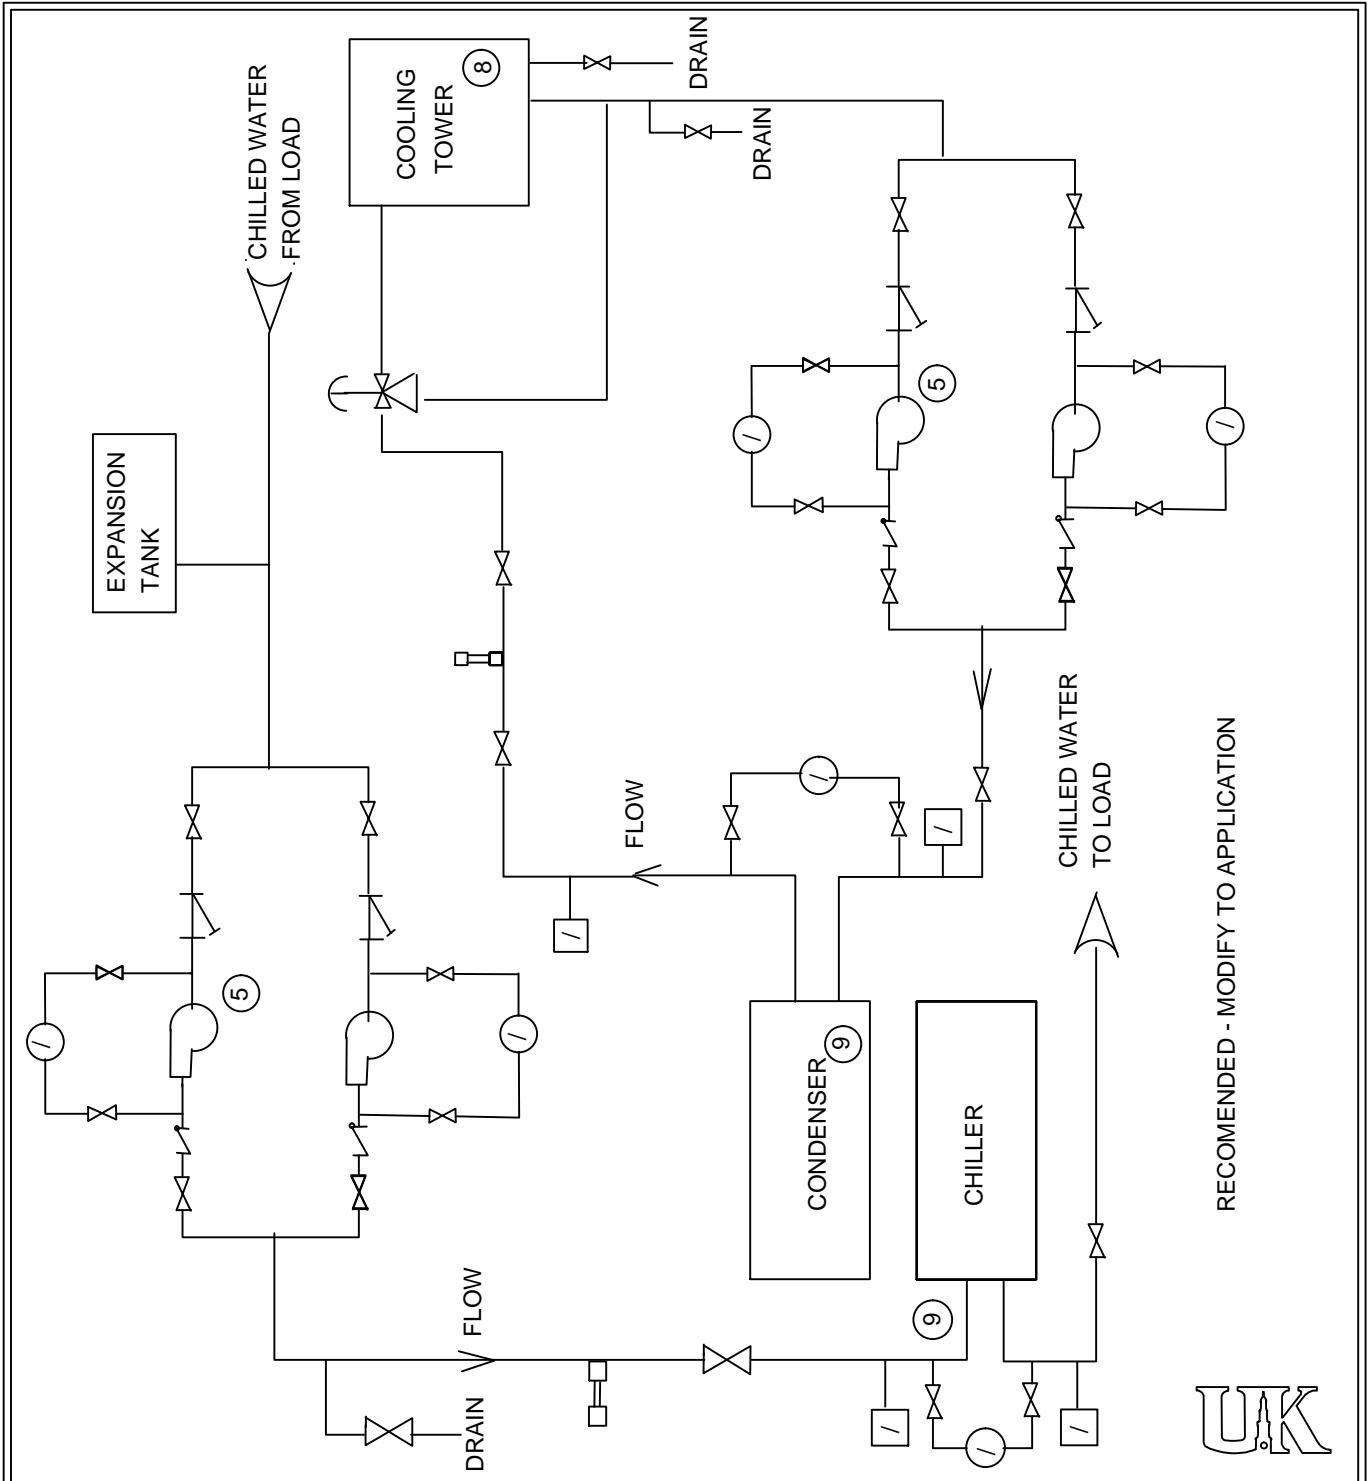 EXPANSION
TANK
5
CHILLED WATER
FROM LOAD
COOLING
TOWER
8
DRAIN
FLOW
FLOW
DRAIN
DRAIN
CONDENSER
9
5
9
CHILLER
CHILLED WATER
TO LOAD
RECOMENDED - MODIFY TO APPLICATION
UK